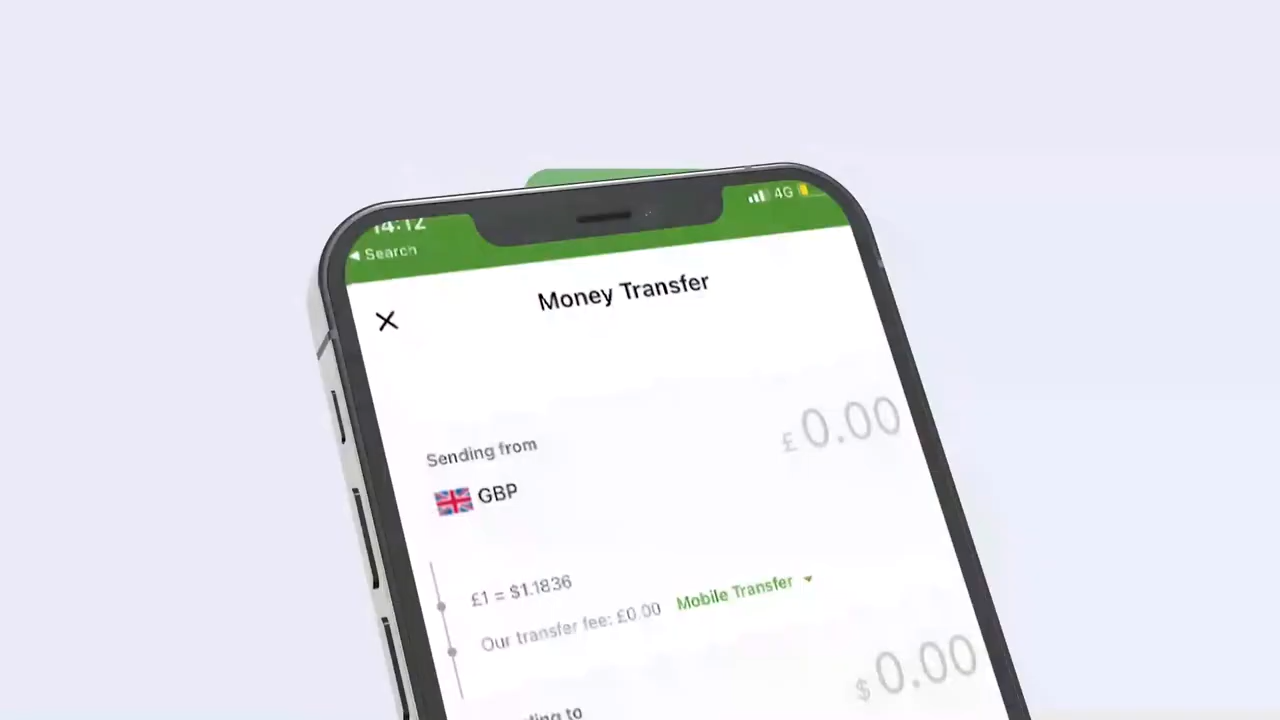 14:12
4G
Search
Money Transfer
£0.00
Sending from
GBP
£1 = $1.1836
Our transfer fee: £0.00 Mobile Transfer
$0.00
to